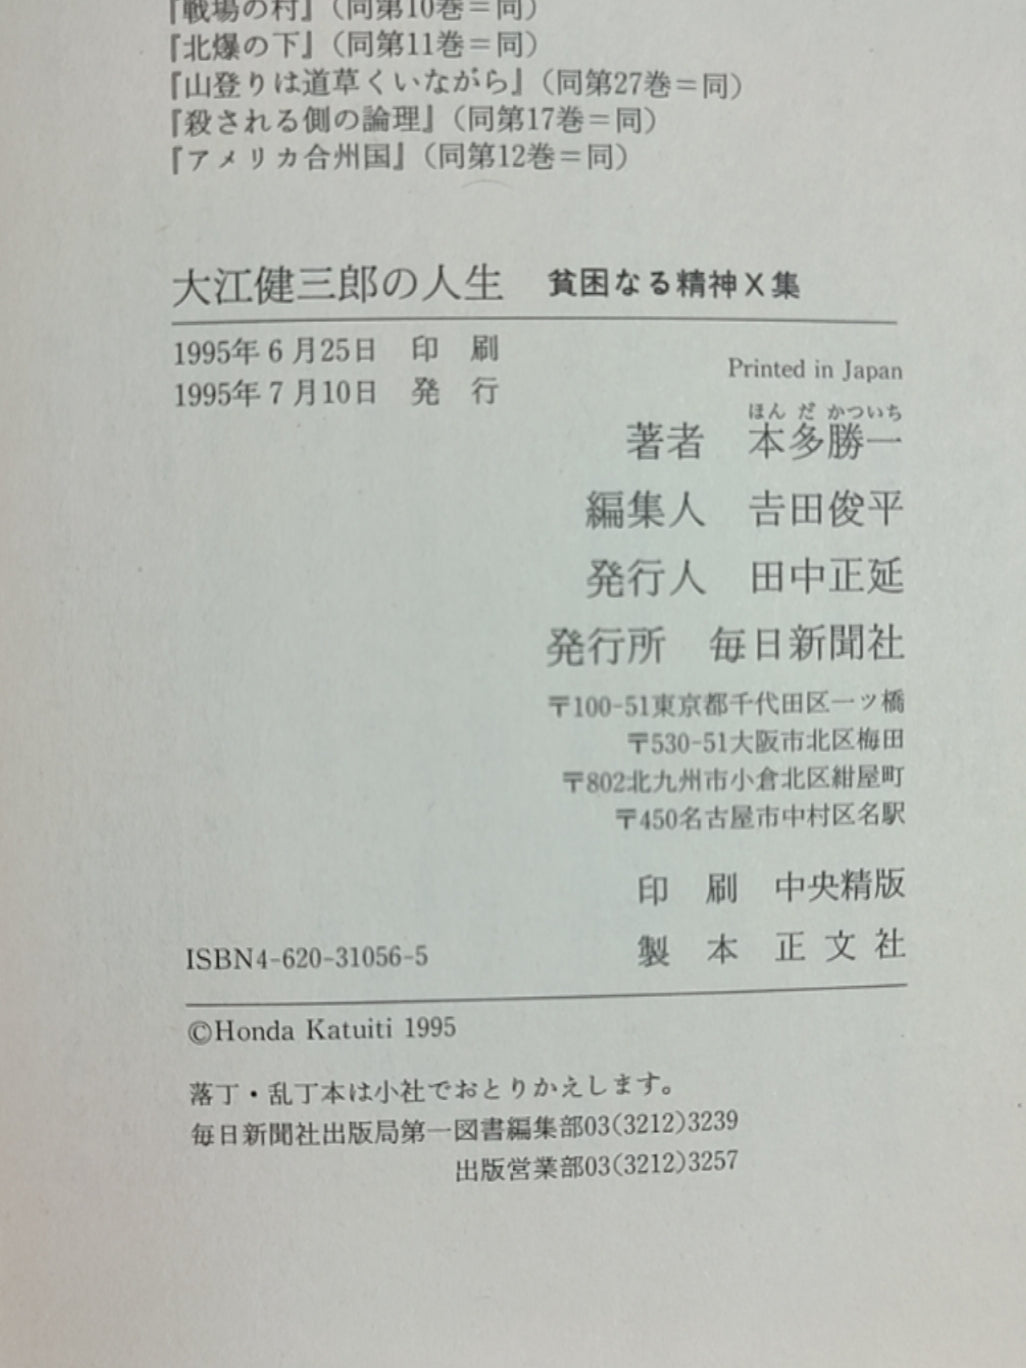 『戦場の村』（同第10巻＝同）
『北爆の下』（同第11巻＝同）
『山登りは道草くいながら』（同第27巻＝同）
『殺される側の論理』（同第17巻＝同）
『アメリカ合州国』（同第12巻＝同）
大江健三郎の人生　貧困なる精神X集
1995年6月25日　印　刷
1995年7月10日　発　行
Printed in Japan
ほん だ かついち
著者　本多勝一
編集人　𠮷田俊平
発行人　田中正延
発行所　毎日新聞社
〒100-51東京都千代田区一ツ橋
〒530-51大阪市北区梅田
〒802北九州市小倉北区紺屋町
〒450名古屋市中村区名駅
印　刷　中央精版
製　本　正文社
ISBN4-620-31056-5
©Honda Katuiti 1995
落丁・乱丁本は小社でおとりかえします。
毎日新聞社出版局第一図書編集部03(3212)3239
出版営業部03(3212)3257